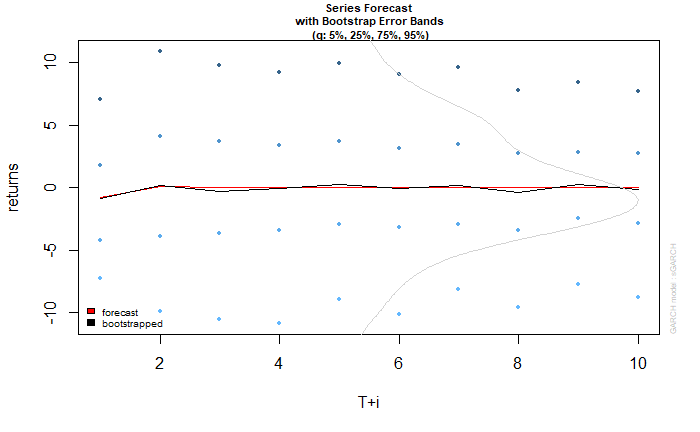 Series Forecast
with Bootstrap Error Bands
(q: 5%, 25%, 75%, 95%)
returns
10
5
0
-5
-10
forecast
bootstrapped
2
4
6
8
10
T+i
GARCH model : sGARCH